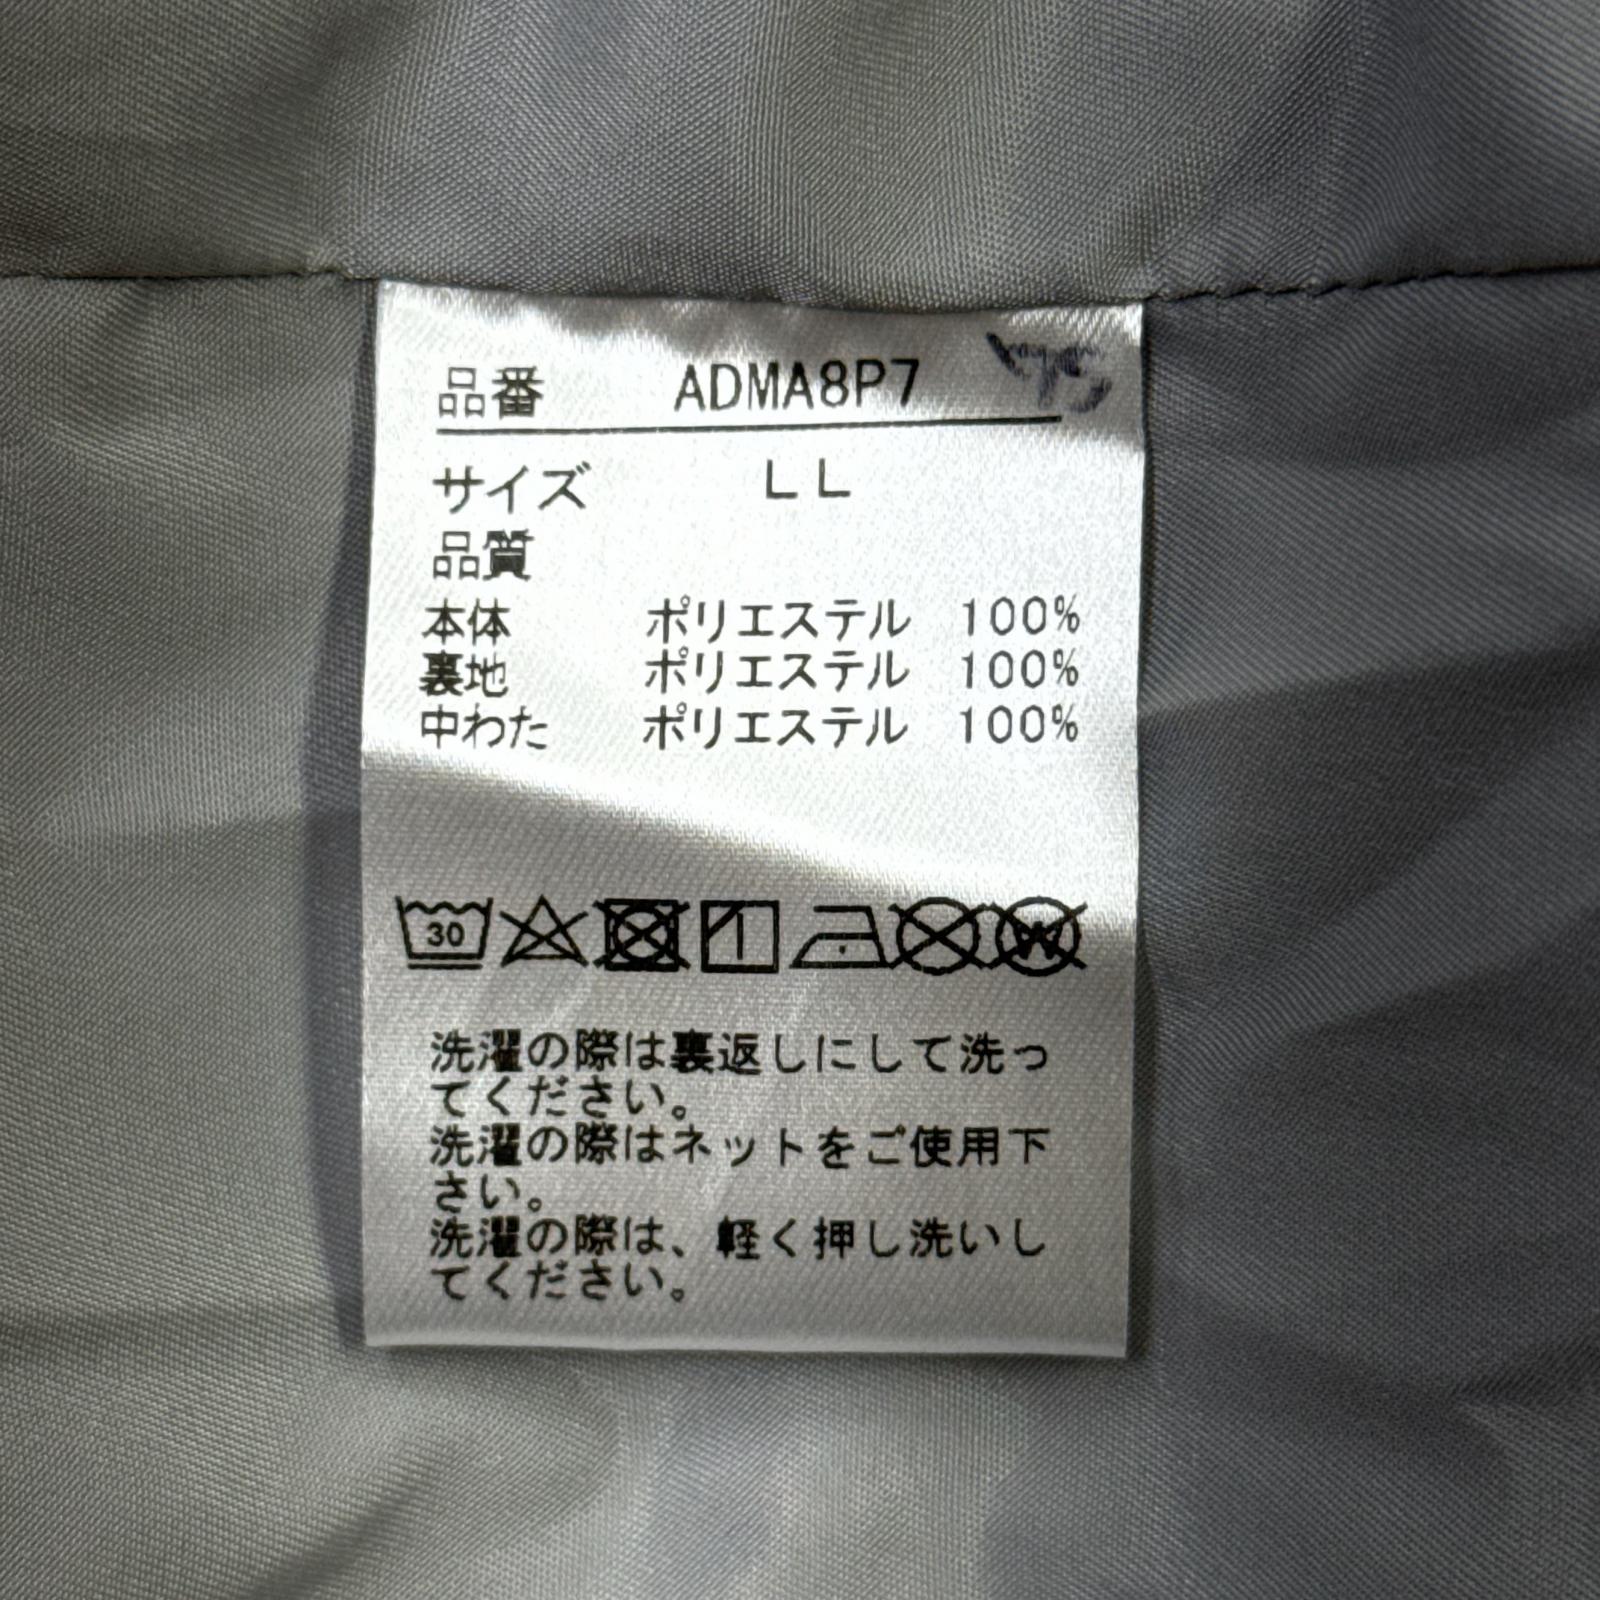 品番 ADMA8P7
サイズ LL
品質
本体 ポリエステル 100%
裏地 ポリエステル 100%
中わた ポリエステル 100%
30
W
洗濯の際は裏返しにして洗っ
てください。
洗濯の際はネットをご使用下
さい。
洗濯の際は、軽く押し洗いし
てください。